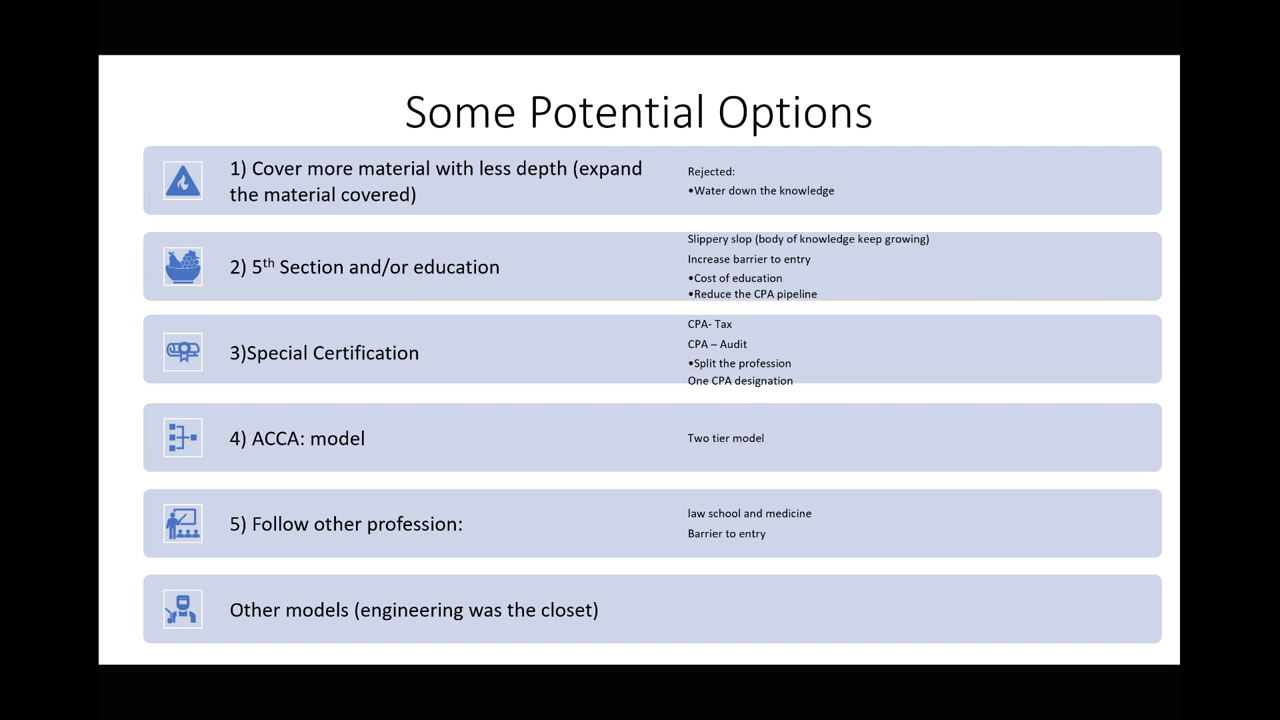 Some Potential Options
1) Cover more material with less depth (expand
the material covered)
Rejected:
•Water down the knowledge
2) 5th Section and/or education
Slippery slop (body of knowledge keep growing)
Increase barrier to entry
•Cost of education
•Reduce the CPA pipeline
3)Special Certification
CPA- Tax
CPA – Audit
•Split the profession
One CPA designation
4) ACCA: model
Two tier model
5) Follow other profession:
law school and medicine
Barrier to entry
Other models (engineering was the closet)